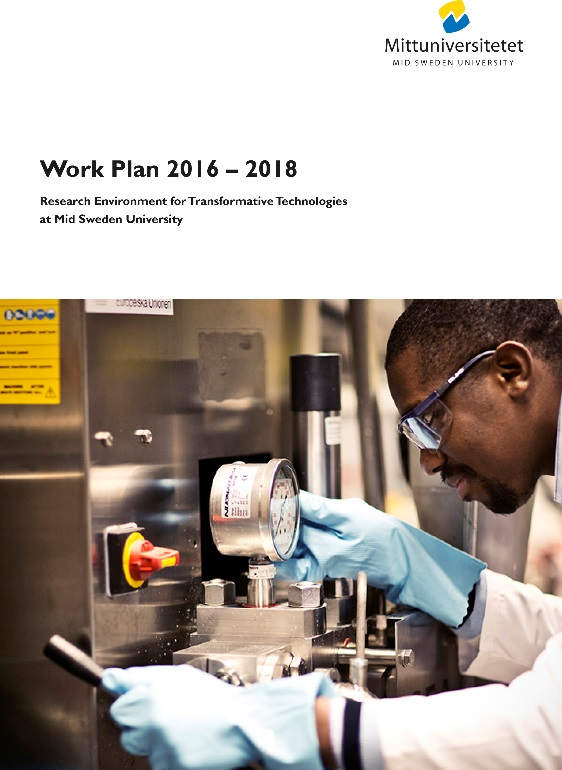 Mittuniversitetet
MID SWEDEN UNIVERSITY
Work Plan 2016 – 2018
Research Environment for Transformative Technologies
at Mid Sweden University
Europeiska Unionen